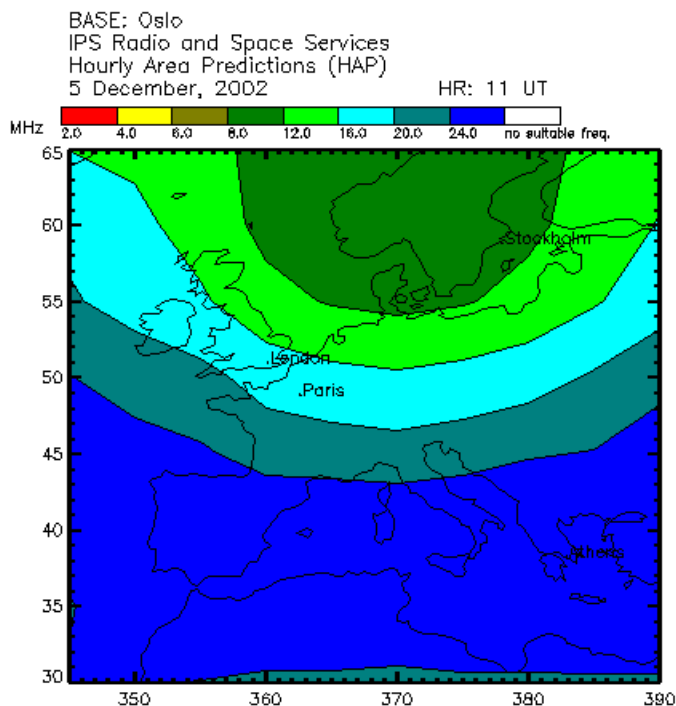 BASE: Oslo
IPS Radio and Space Services
Hourly Area Predictions (HAP)
5 December, 2002 HR: 11 UT
MHz 2.0 4.0 6.0 8.0 12.0 16.0 20.0 24.0 no suitable freq.
65
60
Stockholm
55
London
50
Paris
45
40
Athens
35
30
350 360 370 380 390